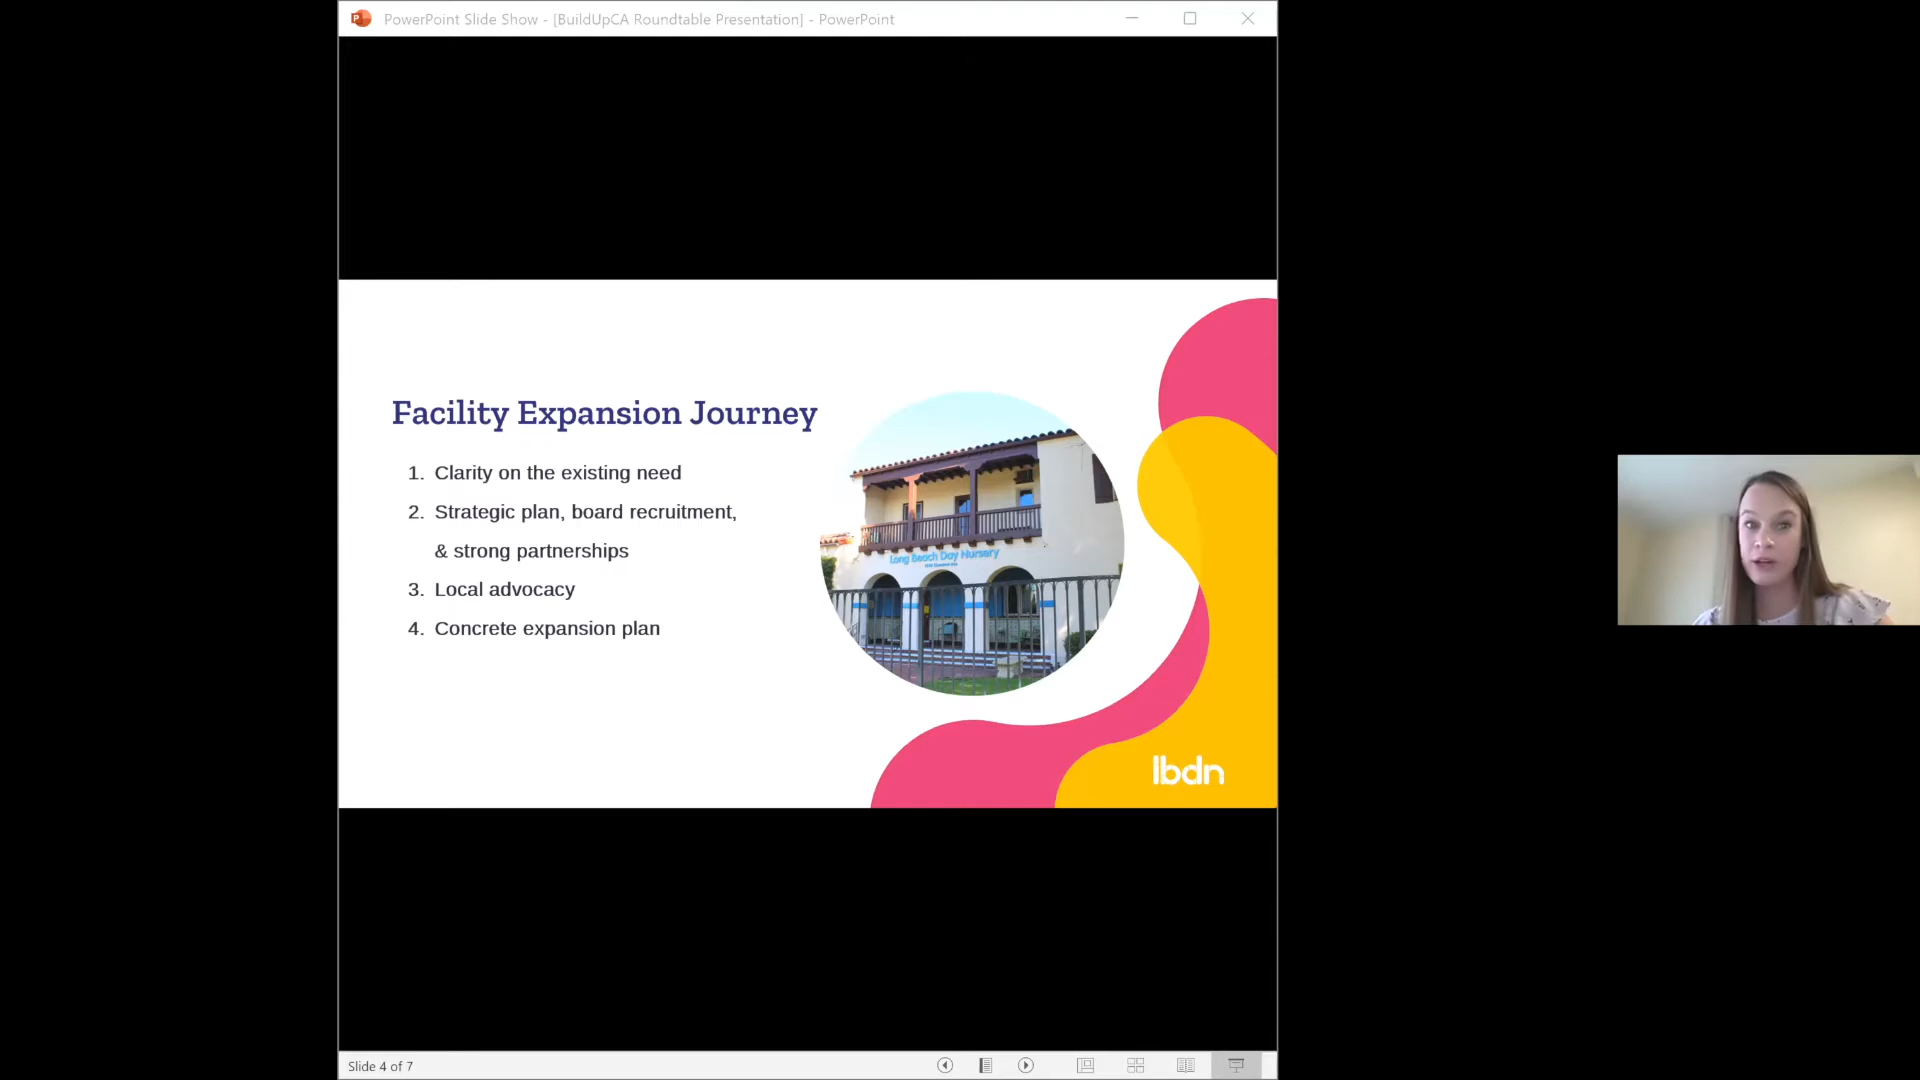 PowerPoint Slide Show - [BuildUpCA Roundtable Presentation] - PowerPoint
Facility Expansion Journey
1. Clarity on the existing need
2. Strategic plan, board recruitment,
& strong partnerships
3. Local advocacy
4. Concrete expansion plan
Long Beach Day Nursery
lbdn
Slide 4 of 7